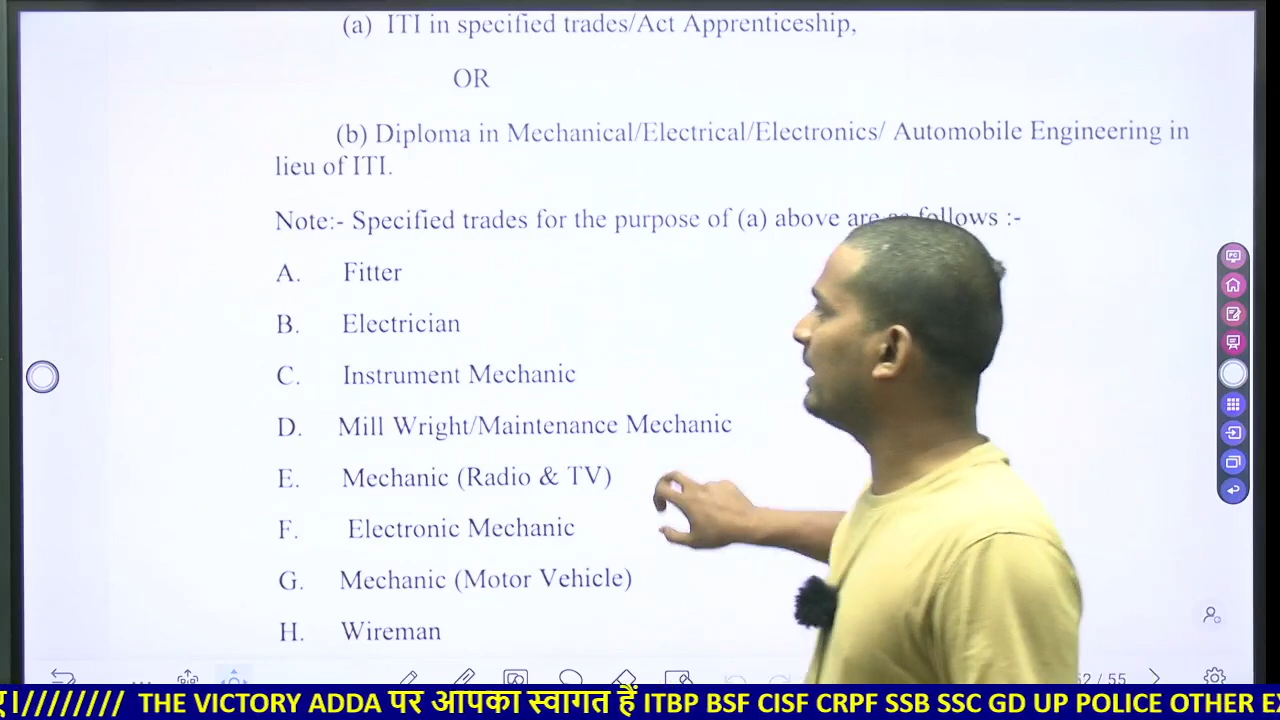 (a) ITI in specified trades/Act Apprenticeship,
OR
(b) Diploma in Mechanical/Electrical/Electronics/ Automobile Engineering in
lieu of ITI.
Note:- Specified trades for the purpose of (a) above are as follows :-
A. Fitter
B. Electrician
C. Instrument Mechanic
D. Mill Wright/Maintenance Mechanic
E. Mechanic (Radio & TV)
F. Electronic Mechanic
G. Mechanic (Motor Vehicle)
H. Wireman
52/55
THE VICTORY ADDA पर आपका स्वागत हैं ITBP BSF CISF CRPF SSB SSC GD UP POLICE OTHER